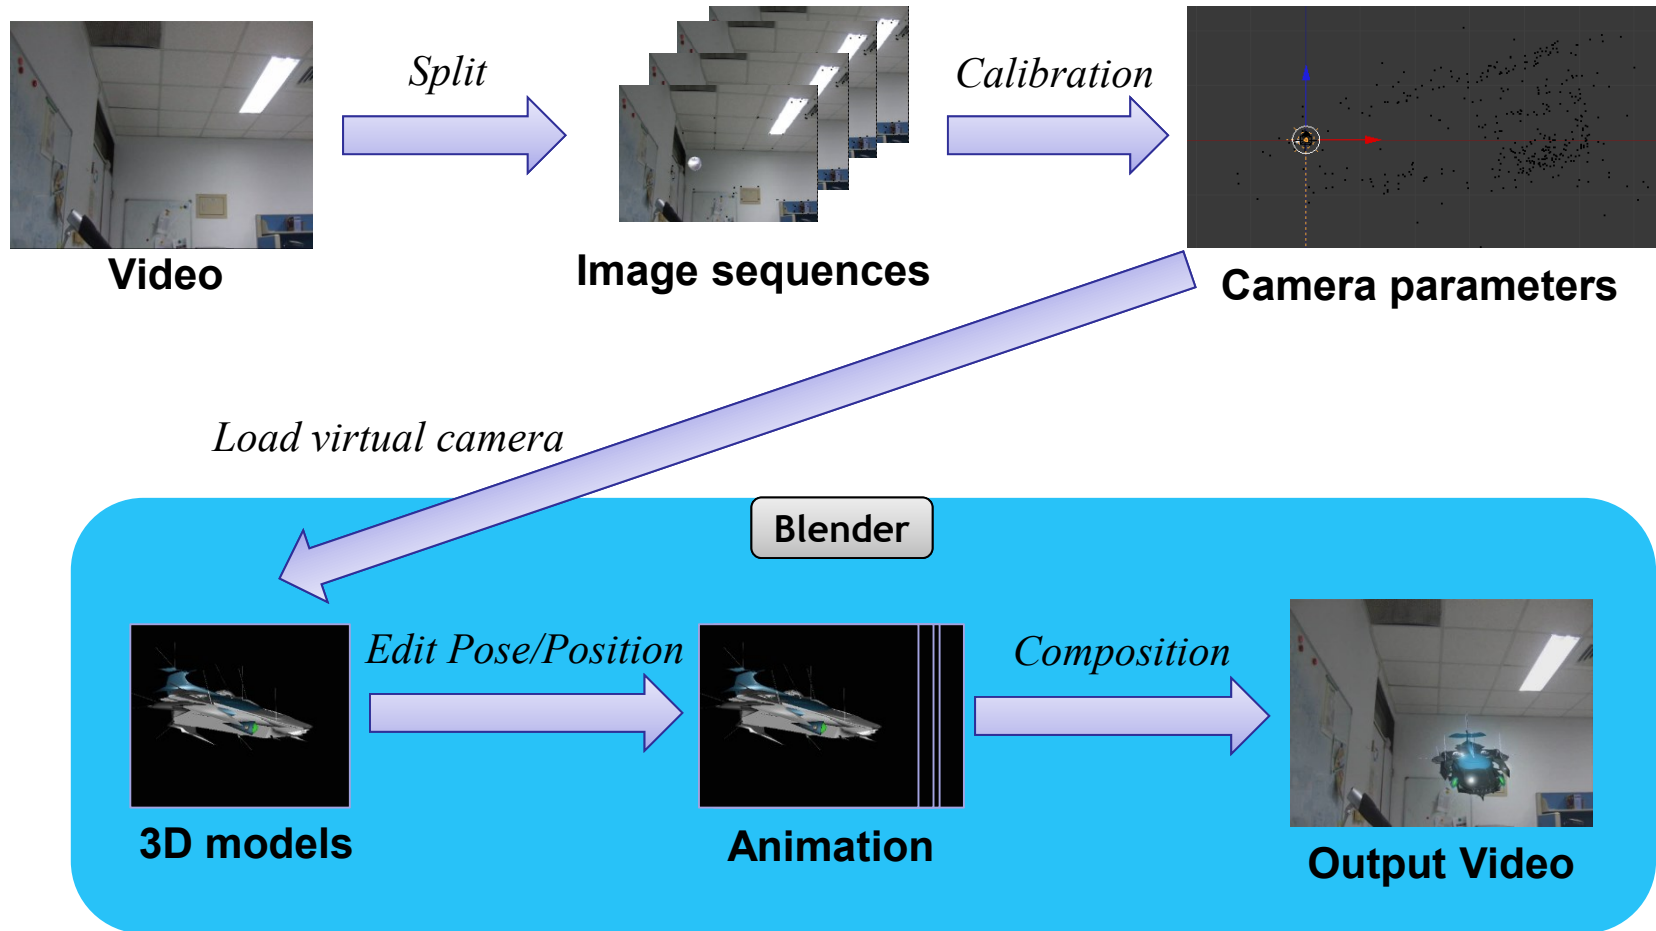 Split
Calibration
Video
Image sequences
Camera parameters
Load virtual camera
Blender
Edit Pose/Position
Composition
3D models
Animation
Output Video